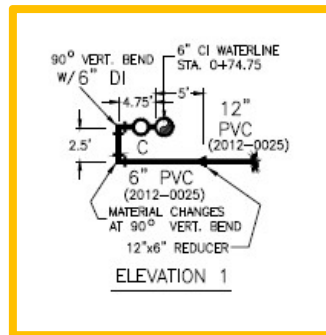 90° VERT. BEND
W/6" DI
6" CI WATERLINE
STA. 0+74.75
4.75'
5'
12"
PVC
(2012-0025)
2.5'
C
6" PVC
(2012-0025)
MATERIAL CHANGES
AT 90° VERT. BEND
12"x6" REDUCER
ELEVATION 1